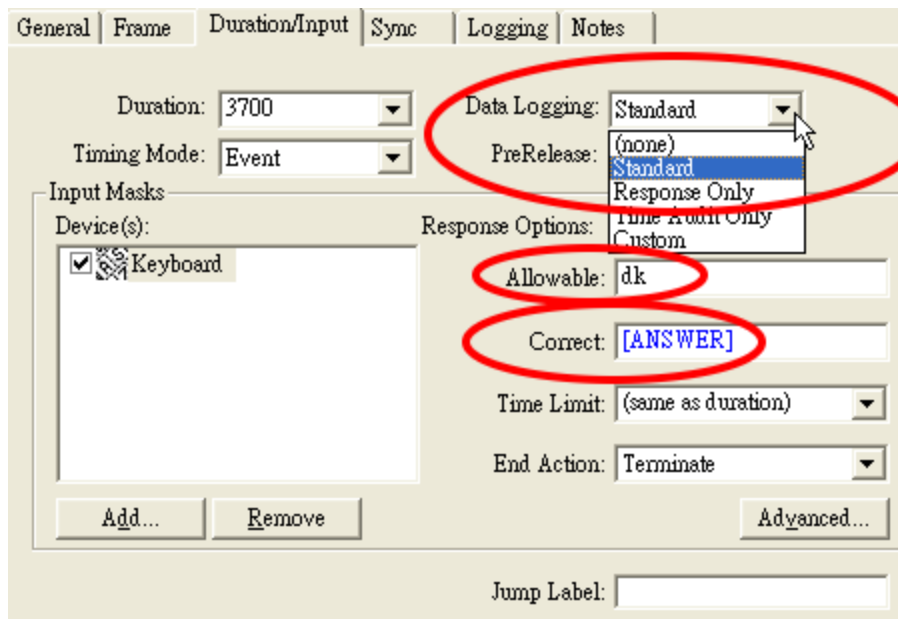 General Frame Duration/Input Sync Logging Notes
Duration: 3700 Data Logging: Standard
(none)
Timing Mode: Event PreRelease:
Standard
Input Masks
Response Only
Device(s): Response Options: Time Audit Only
Custom
Keyboard
Allowable: dk
Correct: [ANSWER]
Time Limit: (same as duration)
End Action: Terminate
Add... Remove Advanced...
Jump Label: